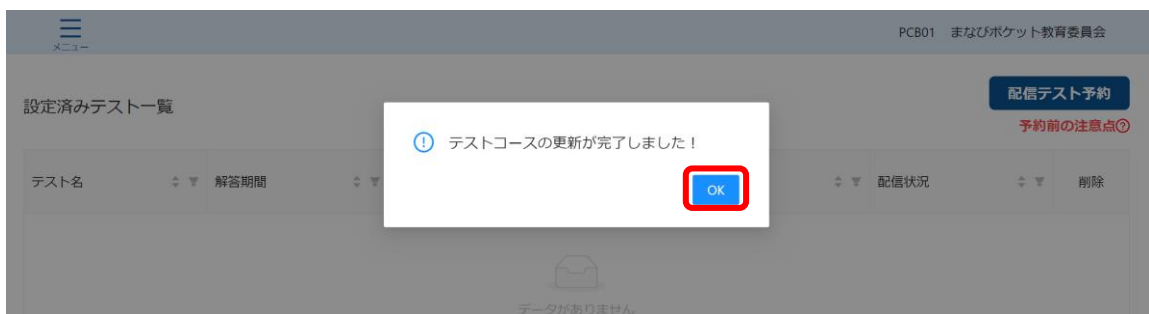 メニュー
PCB01 まなびポケット教育委員会
設定済みテスト一覧
配信テスト予約
予約前の注意点
テストコースの更新が完了しました！
OK
テスト名 解答期間 配信状況 削除
データがありません